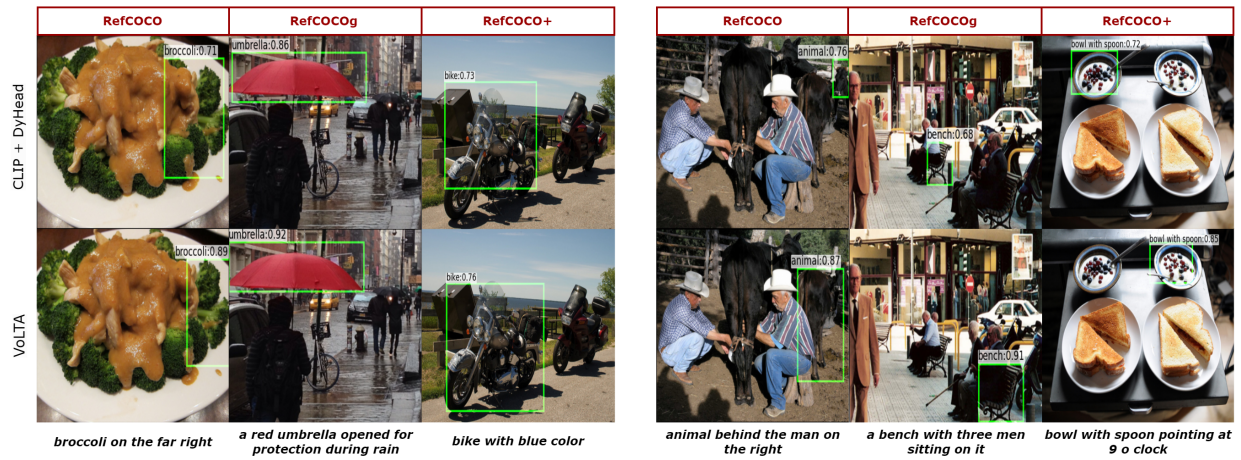 RefCOCO RefCOCOg RefCOCO+ RefCOCO RefCOCOg RefCOCO+
CLIP + DyHead
broccoli:0.71
umbrella:0.86
bike:0.73
animal:0.76
bench:0.68
bowl with spoon:0.72
VoLTA
broccoli:0.89
umbrella:0.92
bike:0.76
animal:0.87
bench:0.91
bowl with spoon:0.85
broccoli on the far right
a red umbrella opened for
protection during rain
bike with blue color
animal behind the man on
the right
a bench with three men
sitting on it
bowl with spoon pointing at
9 o clock